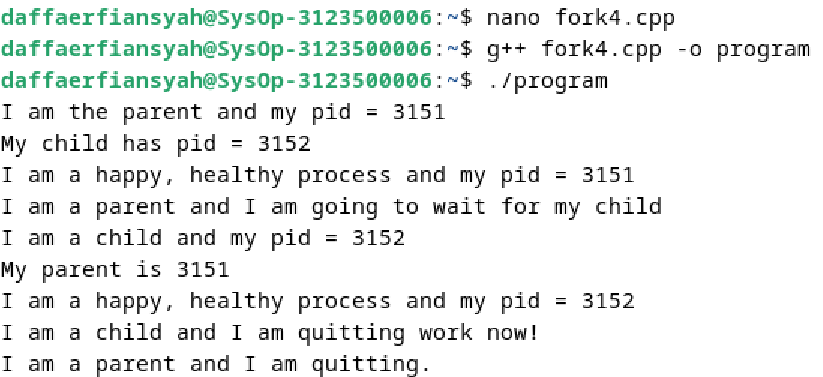 daffaerfiansyah@SysOp-3123500006:~$ nano fork4.cpp
daffaerfiansyah@SysOp-3123500006:~$ g++ fork4.cpp -o program
daffaerfiansyah@SysOp-3123500006:~$ ./program
I am the parent and my pid = 3151
My child has pid = 3152
I am a happy, healthy process and my pid = 3151
I am a parent and I am going to wait for my child
I am a child and my pid = 3152
My parent is 3151
I am a happy, healthy process and my pid = 3152
I am a child and I am quitting work now!
I am a parent and I am quitting.